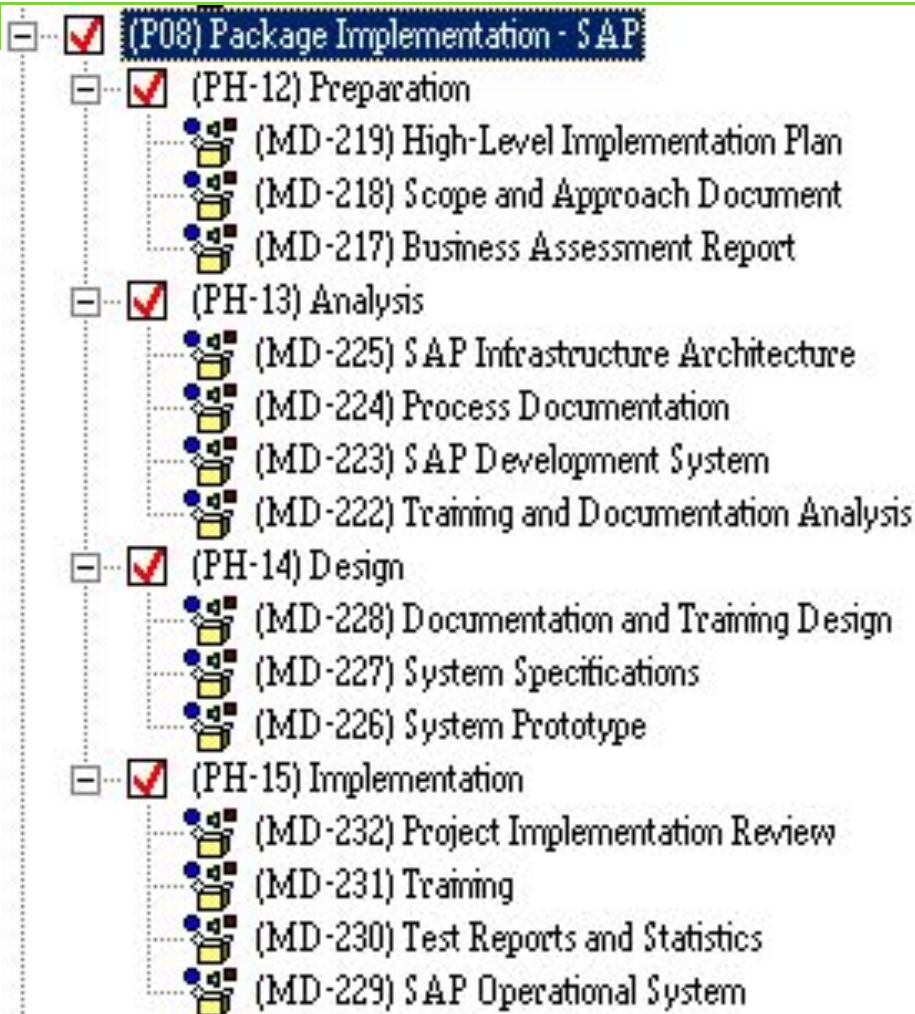 (P08) Package Implementation - SAP
(PH-12) Preparation
(MD-219) High-Level Implementation Plan
(MD-218) Scope and Approach Document
(MD-217) Business Assessment Report
(PH-13) Analysis
(MD-225) SAP Infrastructure Architecture
(MD-224) Process Documentation
(MD-223) SAP Development System
(MD-222) Training and Documentation Analysis
(PH-14) Design
(MD-228) Documentation and Training Design
(MD-227) System Specifications
(MD-226) System Prototype
(PH-15) Implementation
(MD-232) Project Implementation Review
(MD-231) Training
(MD-230) Test Reports and Statistics
(MD-229) SAP Operational System